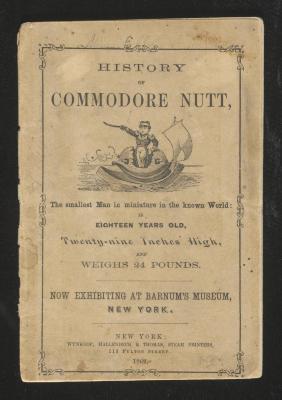 HISTORY
OF
COMMODORE NUTT,
The smallest Man in miniature in the known World:
IS
EIGHTEEN YEARS OLD,
Twenty-nine Inches High,
AND
WEIGHS 24 POUNDS.
NOW EXHIBITING AT BARNUM'S MUSEUM,
NEW YORK.
NEW YORK:
WYNKOOP, HALLENBECK & THOMAS, STEAM PRINTERS,
113 FULTON STREET.